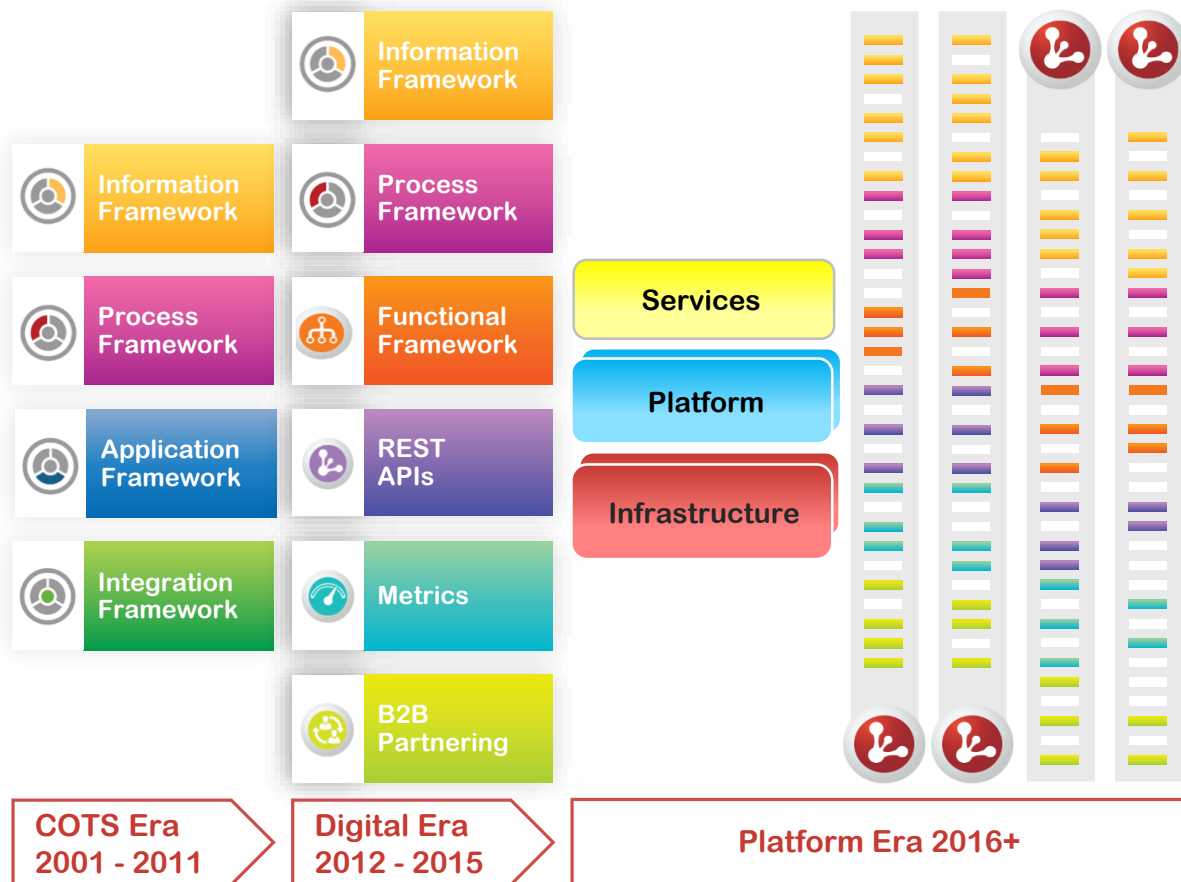 Information
Framework
Process
Framework
Application
Framework
Integration
Framework
Information
Framework
Process
Framework
Functional
Framework
REST
APIs
Metrics
B2B
Partnering
Services
Platform
Infrastructure
COTS Era
2001 - 2011
Digital Era
2012 - 2015
Platform Era 2016+